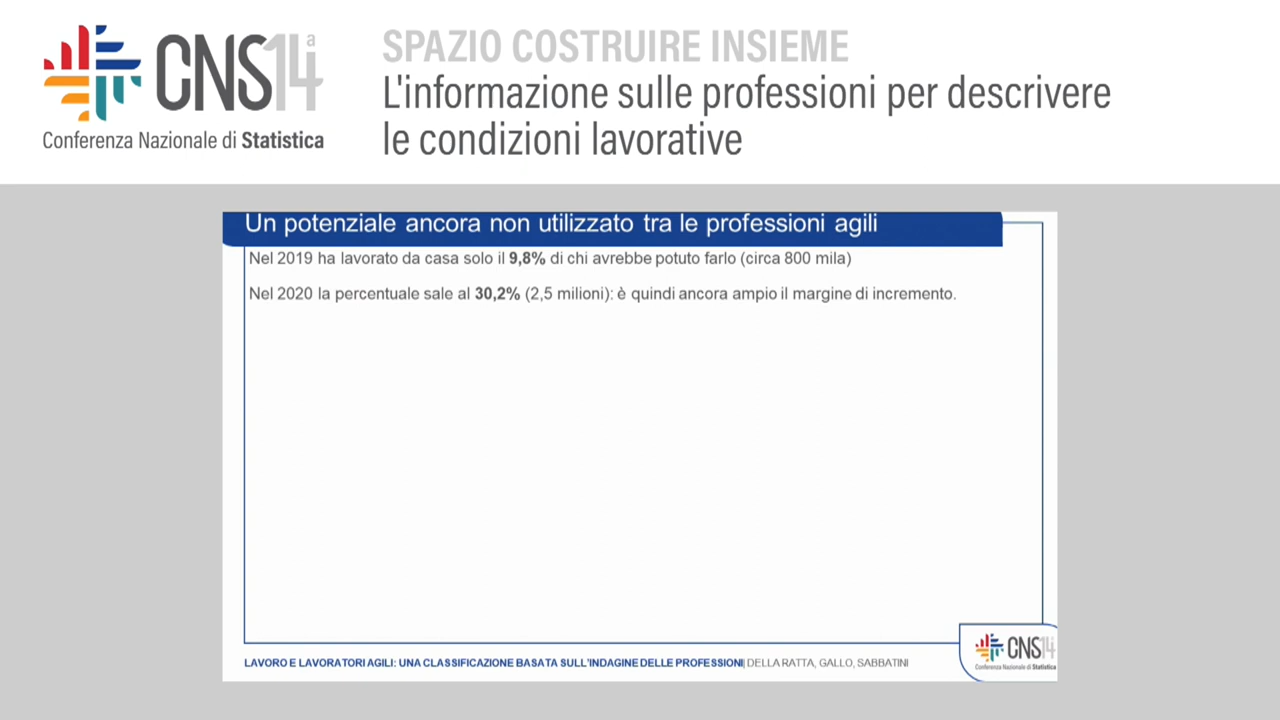 CNS14ª
Conferenza Nazionale di Statistica
SPAZIO COSTRUIRE INSIEME
L'informazione sulle professioni per descrivere
le condizioni lavorative
Un potenziale ancora non utilizzato tra le professioni agili
Nel 2019 ha lavorato da casa solo il 9,8% di chi avrebbe potuto farlo (circa 800 mila)
Nel 2020 la percentuale sale al 30,2% (2,5 milioni): è quindi ancora ampio il margine di incremento.
LAVORO E LAVORATORI AGILI: UNA CLASSIFICAZIONE BASATA SULL'INDAGINE DELLE PROFESSIONI| DELLA RATTA, GALLO, SABBATINI
CNS14
Conferenza Nazionale di Statistica